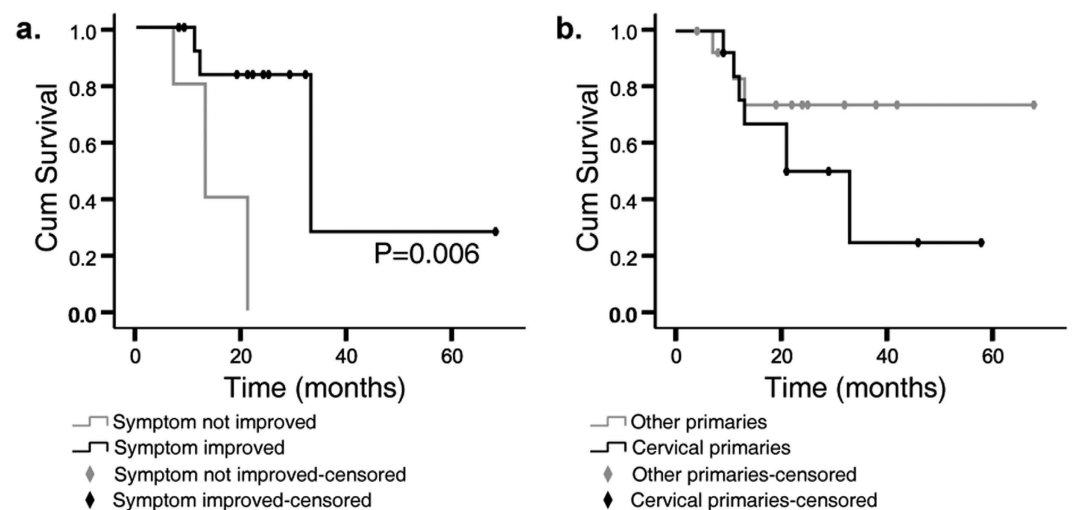 a.
1.0
0.8
0.6
0.4
0.2
0.0
Cum Survival
P=0.006
0 20 40 60
Time (months)
Symptom not improved
Symptom improved
Symptom not improved-censored
Symptom improved-censored
b.
1.0
0.8
0.6
0.4
0.2
0.0
Cum Survival
0 20 40 60
Time (months)
Other primaries
Cervical primaries
Other primaries-censored
Cervical primaries-censored